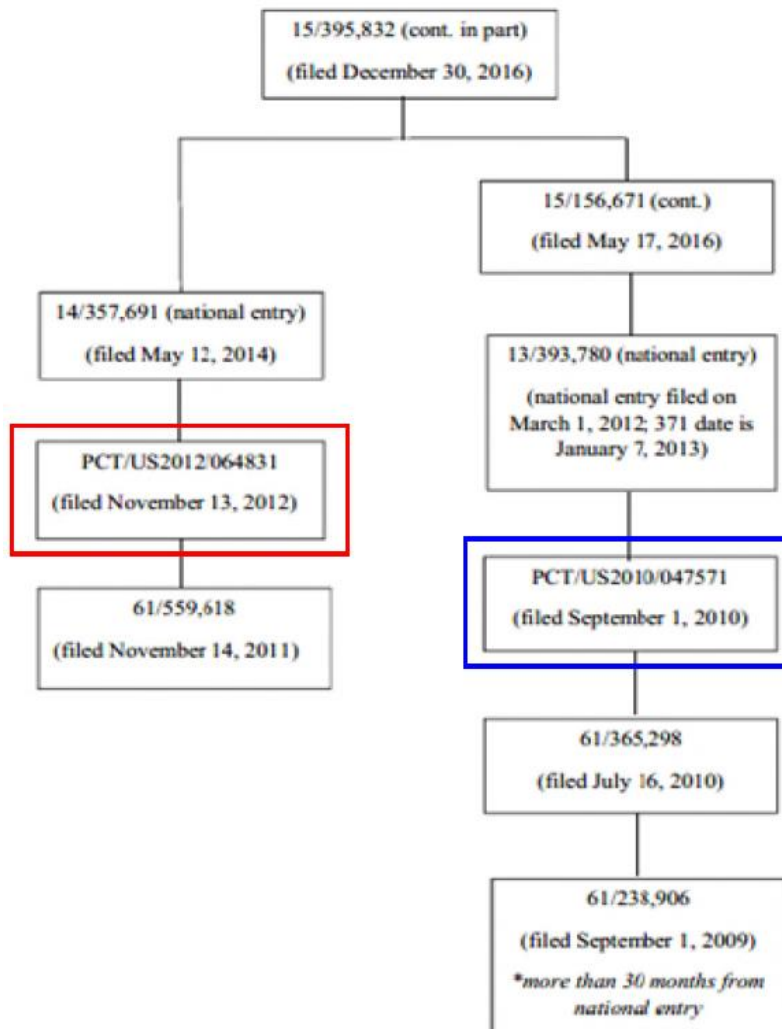 15/395,832 (cont. in part)
(filed December 30, 2016)
15/156,671 (cont.)
(filed May 17, 2016)
14/357,691 (national entry)
(filed May 12, 2014)
13/393,780 (national entry)
(national entry filed on
March 1, 2012; 371 date is
January 7, 2013)
PCT/US2012/064831
(filed November 13, 2012)
PCT/US2010/047571
(filed September 1, 2010)
61/559,618
(filed November 14, 2011)
61/365,298
(filed July 16, 2010)
61/238,906
(filed September 1, 2009)
*more than 30 months from
national entry